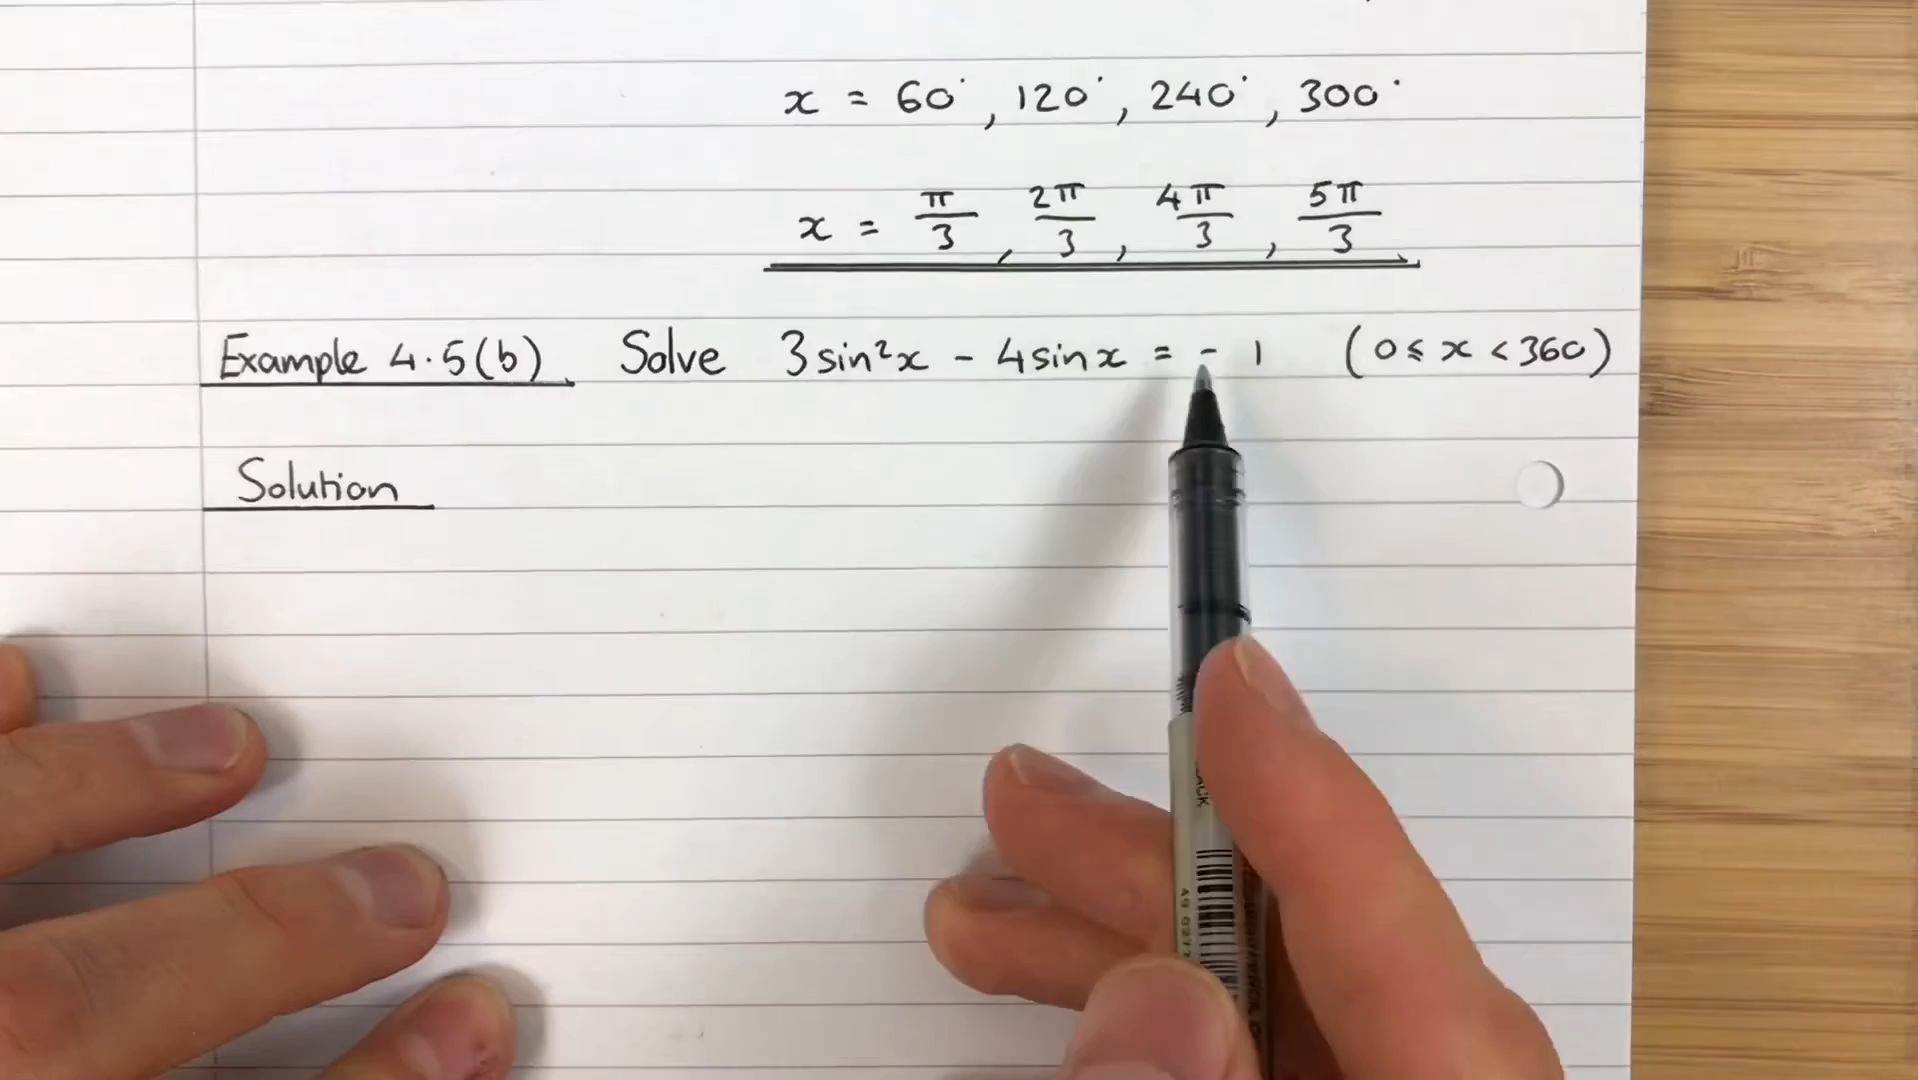 x = 60°, 120°, 240°, 300°
x = π/3, 2π/3, 4π/3, 5π/3
Example 4.5(b) Solve 3sin²x - 4sinx = - 1 (0 ≤ x < 360)
Solution